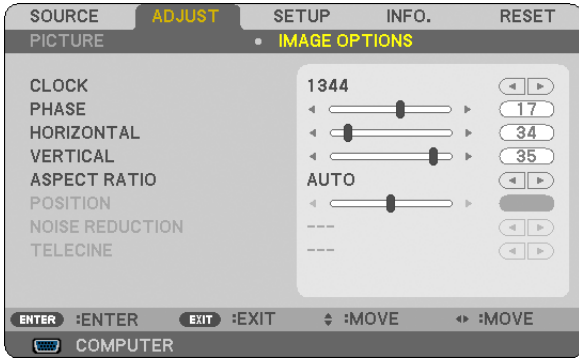 SOURCE ADJUST SETUP INFO. RESET
PICTURE • IMAGE OPTIONS
CLOCK 1344
PHASE 17
HORIZONTAL 34
VERTICAL 35
ASPECT RATIO AUTO
POSITION
NOISE REDUCTION ---
TELECINE ---
ENTER :ENTER EXIT :EXIT :MOVE :MOVE
COMPUTER